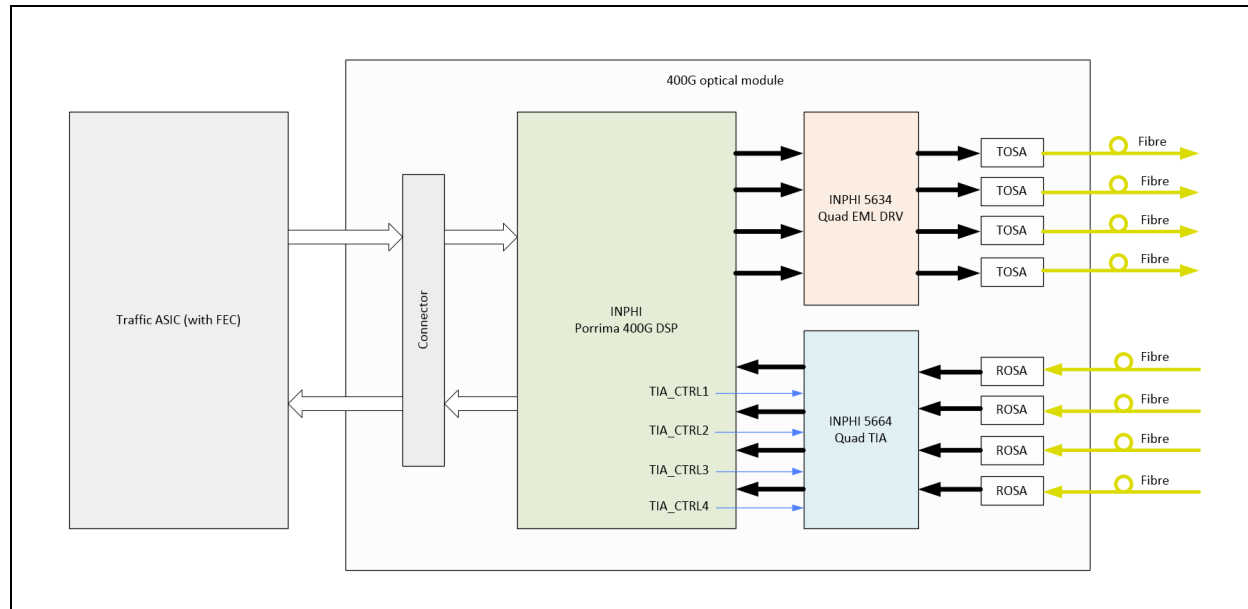 400G optical module
Traffic ASIC (with FEC)
Connector
INPHI
Porrima 400G DSP
TIA_CTRL1
TIA_CTRL2
TIA_CTRL3
TIA_CTRL4
INPHI 5634
Quad EML DRV
INPHI 5664
Quad TIA
TOSA
Fibre
TOSA
Fibre
TOSA
Fibre
TOSA
Fibre
ROSA
Fibre
ROSA
Fibre
ROSA
Fibre
ROSA
Fibre